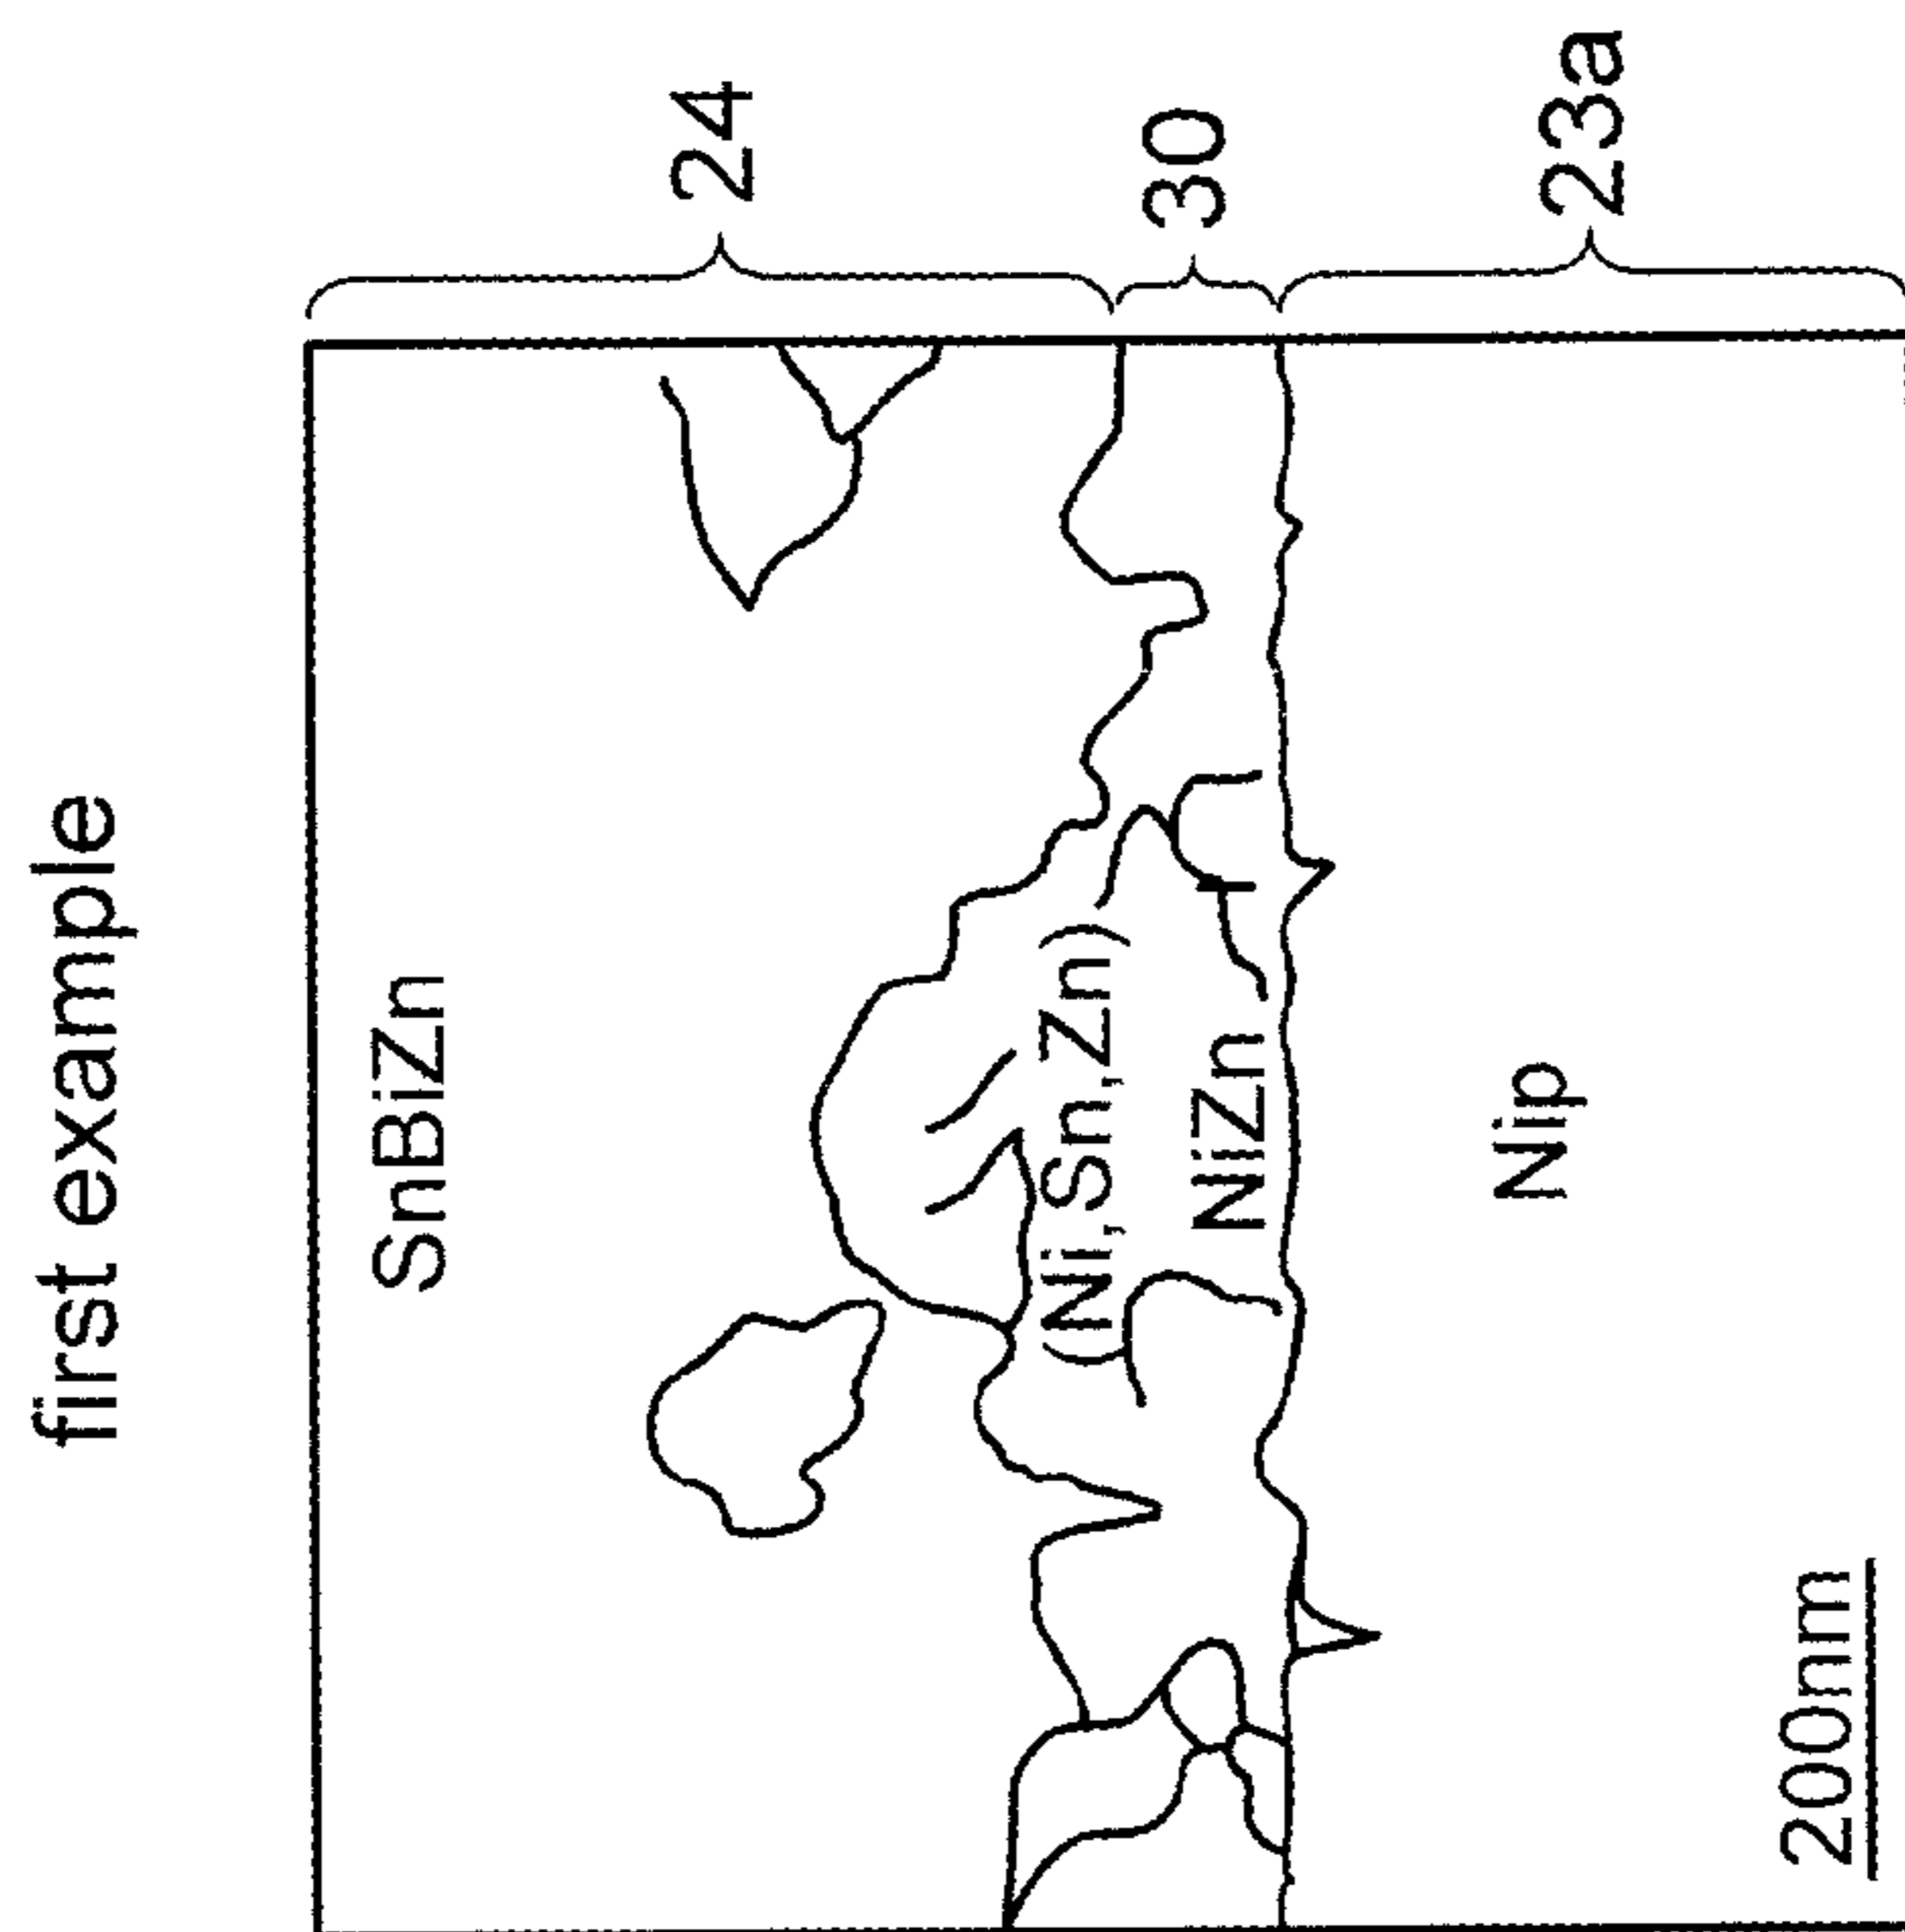 first example
SnBiZn
24
(Ni,Sn,Zn)
30
NiZn
Nip
23a
200nm